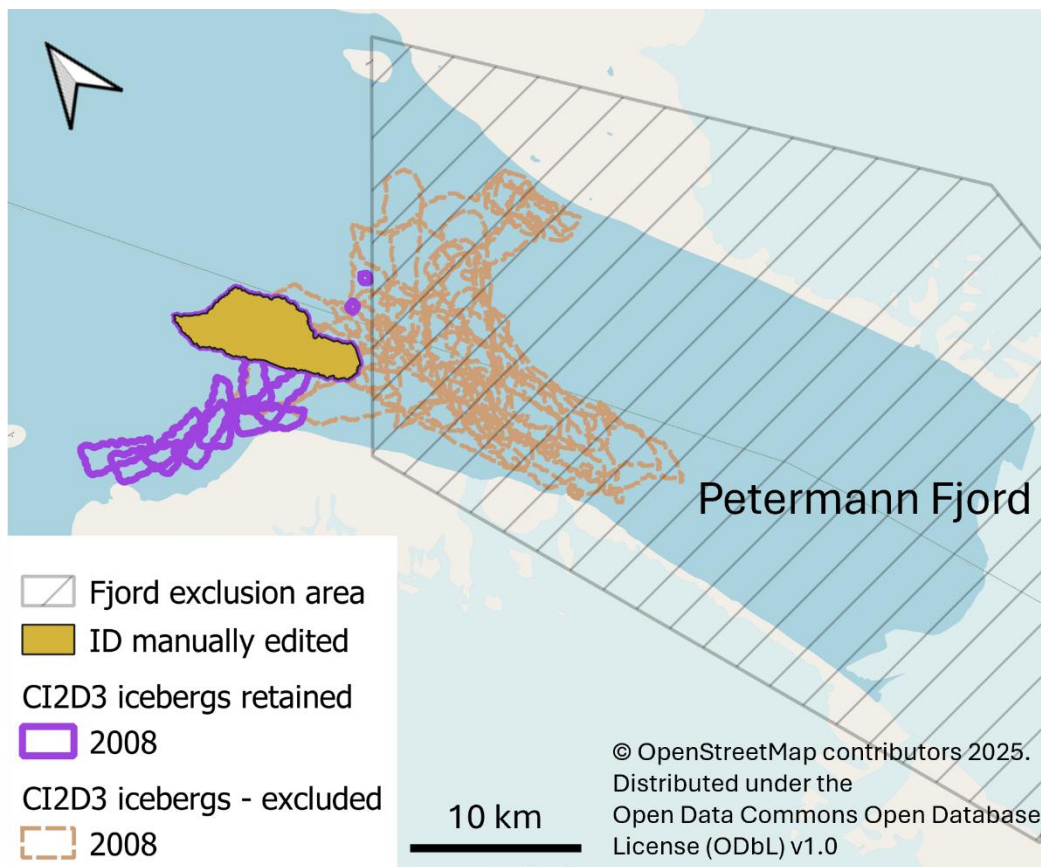 Petermann Fjord
Fjord exclusion area
ID manually edited
CI2D3 icebergs retained
2008
CI2D3 icebergs - excluded
2008
10 km
© OpenStreetMap contributors 2025.
Distributed under the
Open Data Commons Open Database
License (ODbL) v1.0